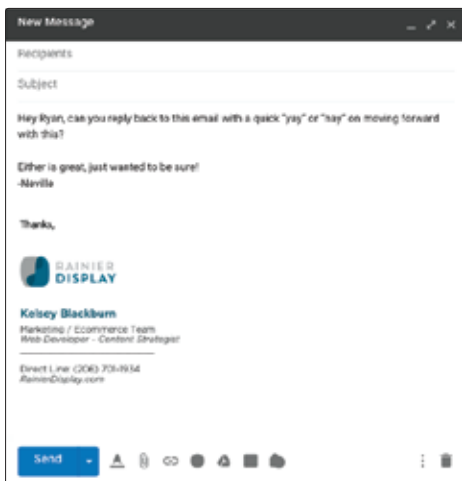 New Message
Recipients
Subject
Hey Ryan, can you reply back to this email with a quick "yay" or "nay" on moving forward
with this?
Either is great, just wanted to be sure!
-Neville
Thanks,
RAINIER
DISPLAY
Kelsey Blackburn
Marketing / Ecommerce Team
Web Developer - Content Strategist
Direct Line: (206) 701-1934
RainierDisplay.com
Send